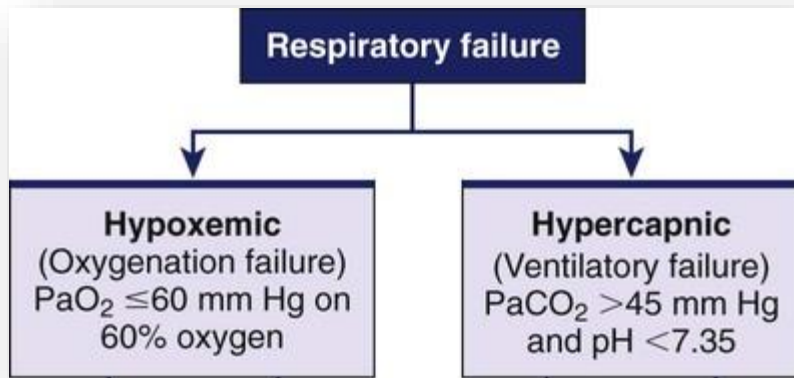 Respiratory failure
Hypoxemic
(Oxygenation failure)
PaO₂ ≤60 mm Hg on
60% oxygen
Hypercapnic
(Ventilatory failure)
PaCO₂ >45 mm Hg
and pH <7.35